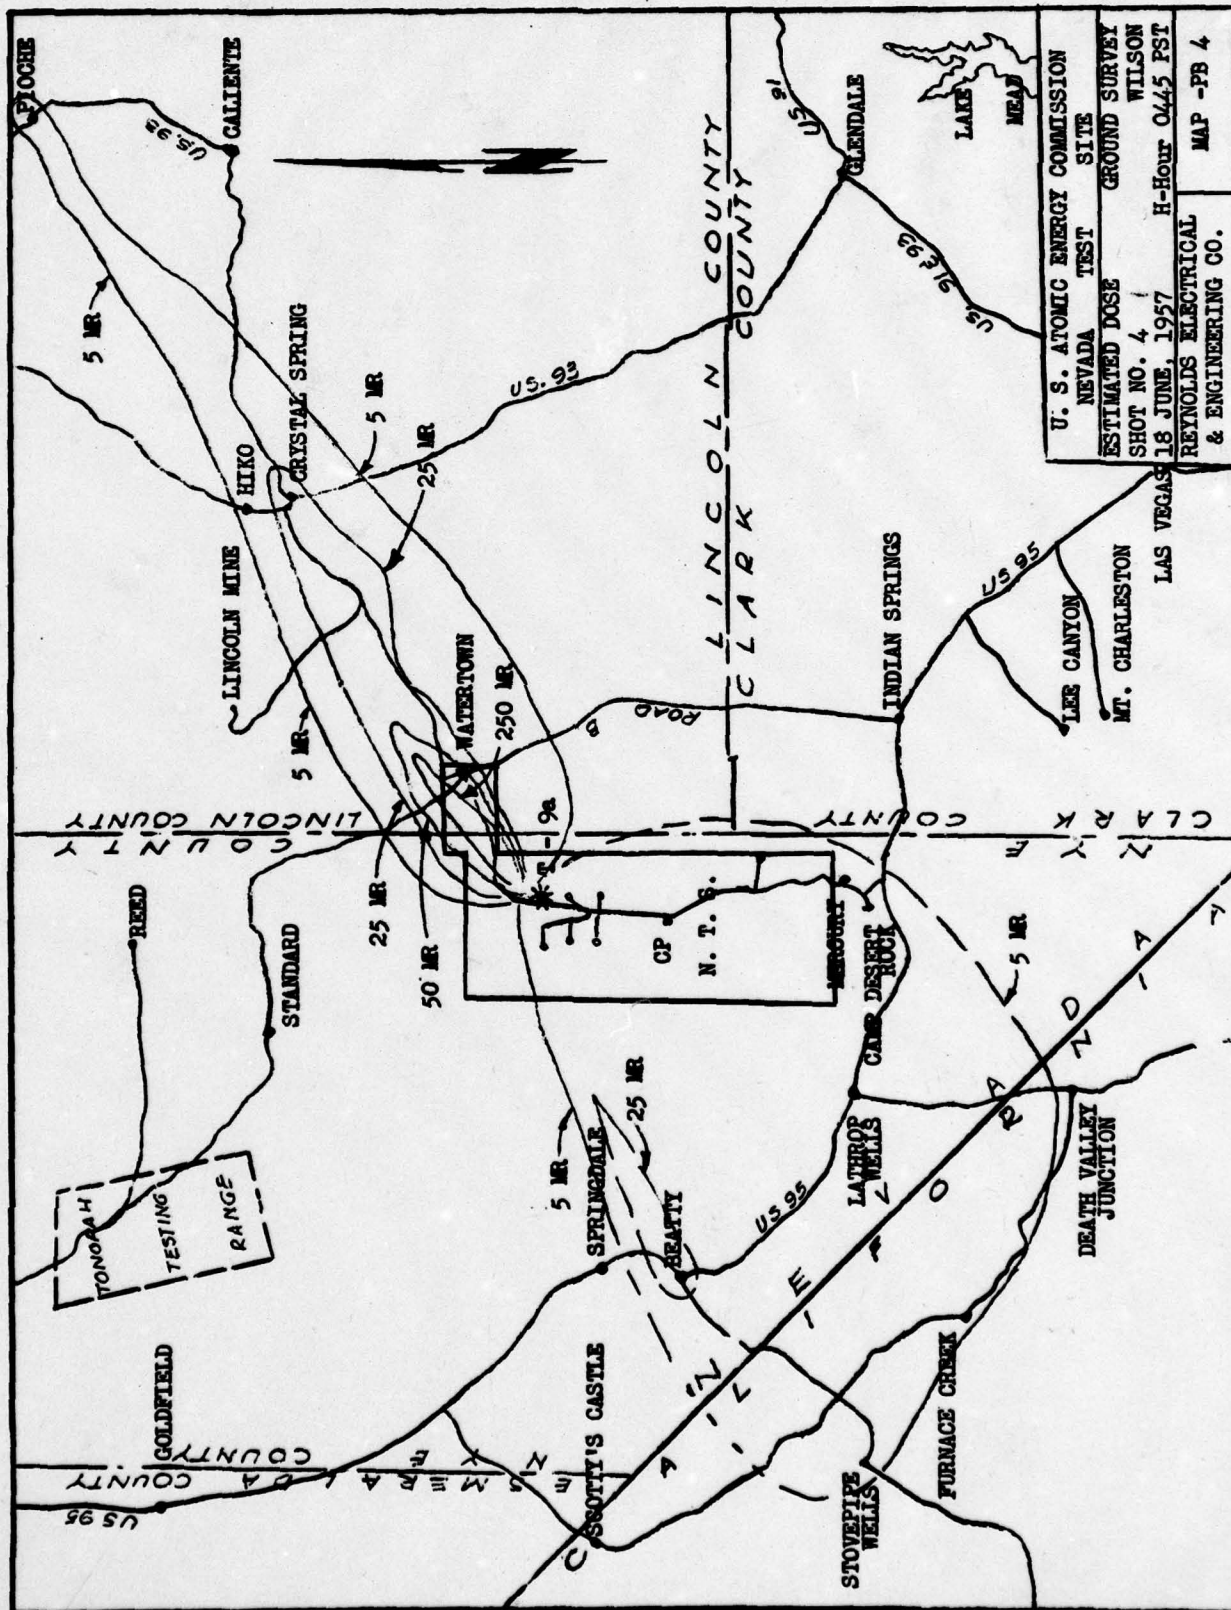 PIOCHE
US. 93
CALIENTE
5 MR
HIKO
CRYSTAL SPRING
5 MR
25 MR
US. 93
LINCOLN MINE
5 MR
WATERTOWN
250 MR
LINCOLN COUNTY
CLARK COUNTY
US 91
GLENDALE
US. 91 & 93
LAKE
MEAD
ROAD
INDIAN SPRINGS
US 95
LEE CANYON
MT. CHARLESTON
LAS VEGAS
LINCOLN COUNTY
NYE COUNTY
CLARK COUNTY
REED
STANDARD
25 MR
50 MR
T - 9a
CP
N. T. S.
MERCURY
CAMP DESERT
ROCK
5 MR
TONOPAH
TESTING
RANGE
5 MR
25 MR
SPRINGDALE
BEATTY
US 95
LATHROP
WELLS
DEATH VALLEY
JUNCTION
GOLDFIELD
US 95
ESMERALDA COUNTY
NYE COUNTY
SCOTTY'S CASTLE
STOVEPIPE
WELLS
FURNACE CREEK
NEVADA
CALIFORNIA
U. S. ATOMIC ENERGY COMMISSION
NEVADA TEST SITE
ESTIMATED DOSE GROUND SURVEY
SHOT NO. 4 WILSON
18 JUNE, 1957 H-Hour 0445 PST
REYNOLDS ELECTRICAL
& ENGINEERING CO.
MAP -PB 4